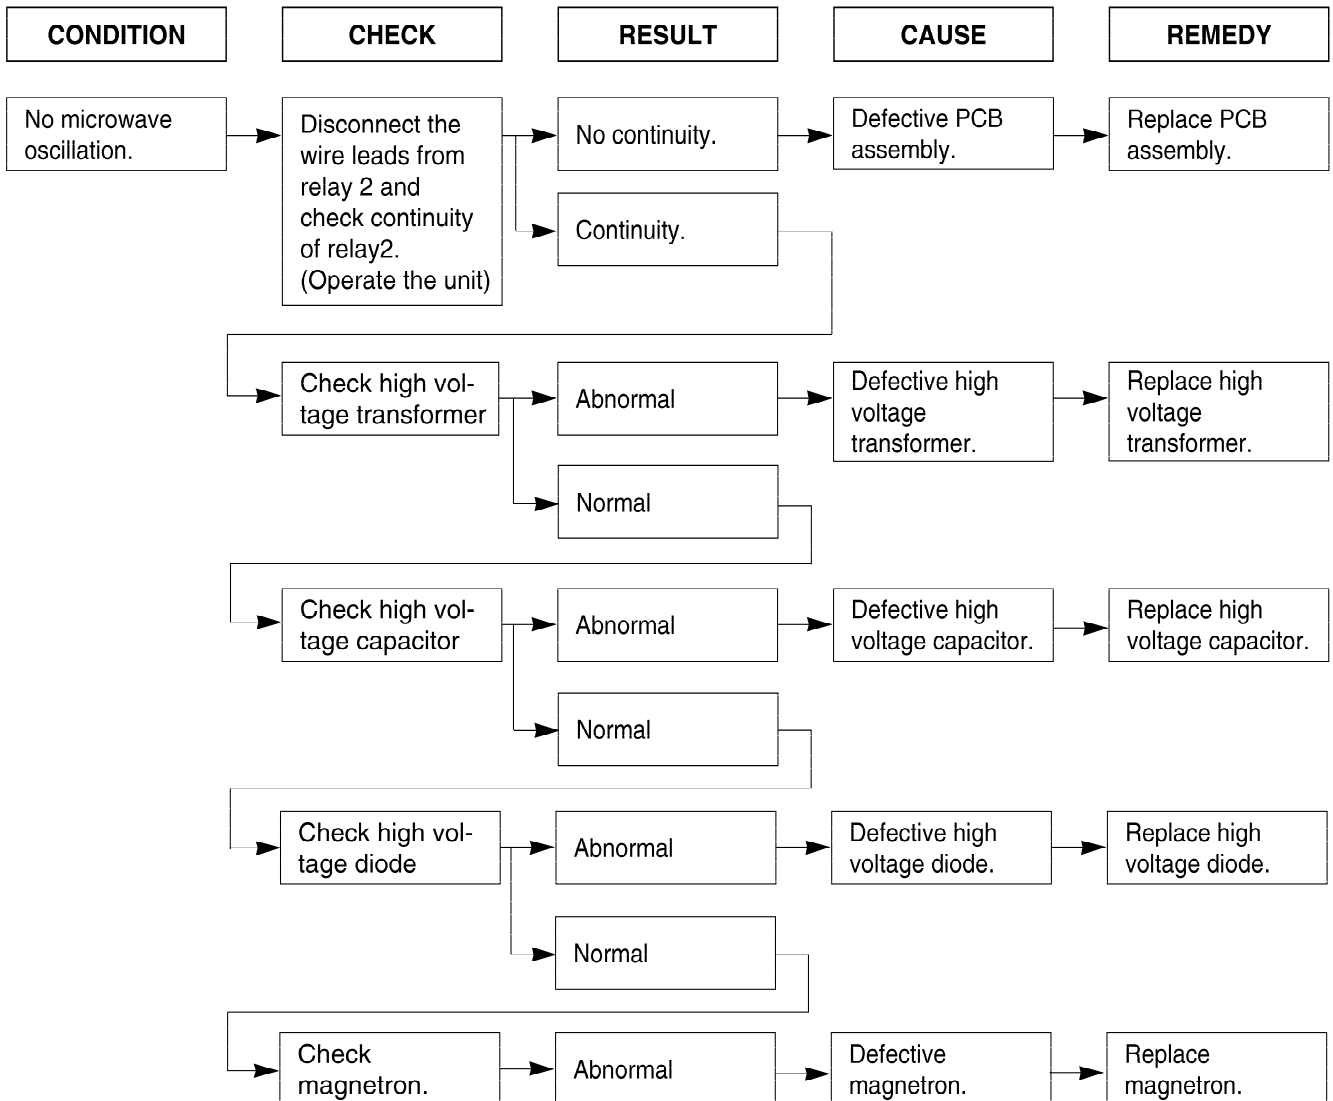 CONDITION
CHECK
RESULT
CAUSE
REMEDY
No microwave
oscillation.
Disconnect the
wire leads from
relay 2 and
check continuity
of relay2.
(Operate the unit)
No continuity.
Defective PCB
assembly.
Replace PCB
assembly.
Continuity.
Check high vol-
tage transformer
Abnormal
Defective high
voltage
transformer.
Replace high
voltage
transformer.
Normal
Check high vol-
tage capacitor
Abnormal
Defective high
voltage capacitor.
Replace high
voltage capacitor.
Normal
Check high vol-
tage diode
Abnormal
Defective high
voltage diode.
Replace high
voltage diode.
Normal
Check
magnetron.
Abnormal
Defective
magnetron.
Replace
magnetron.